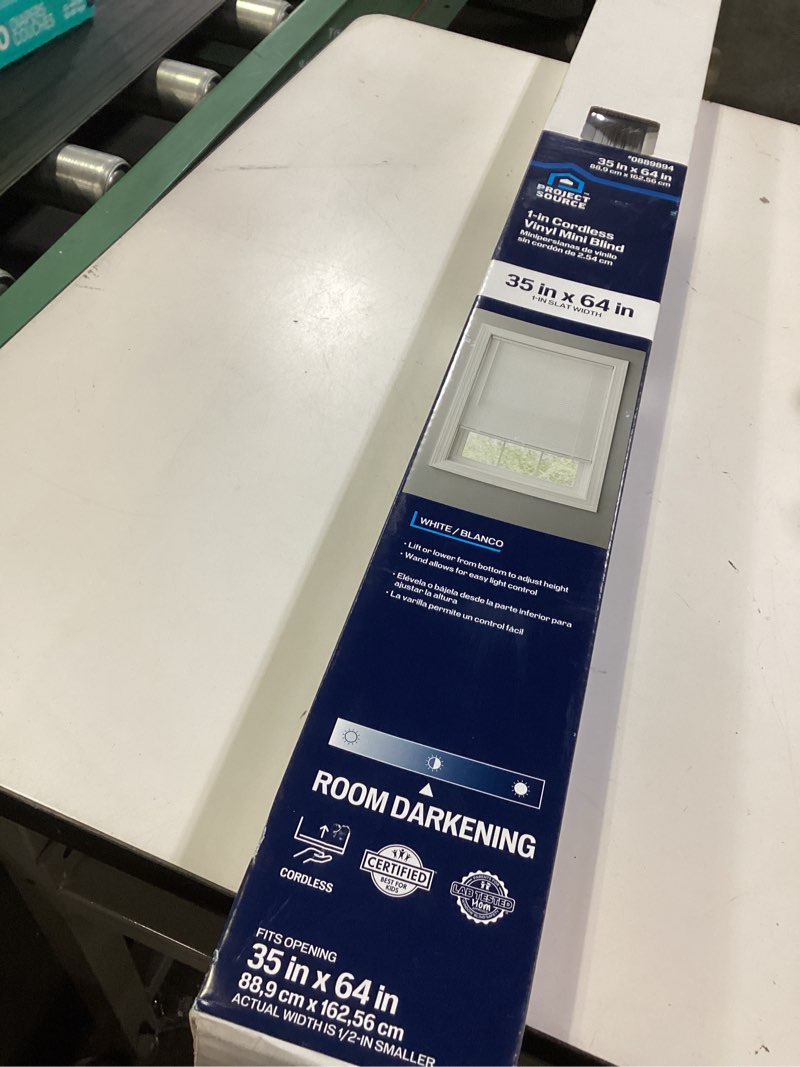 *0889894
35 in x 64 in
88,9 cm x 162,56 cm
PROJECT
SOURCE
1-in Cordless
Vinyl Mini Blind
Minipersianas de vinilo
sin cordón de 2.54 cm
35 in x 64 in
1-IN SLAT WIDTH
WHITE / BLANCO
· Lift or lower from bottom to adjust height
· Wand allows for easy light control
· Elévela o bájela desde la parte inferior para
ajustar la altura
· La varilla permite un control fácil
ROOM DARKENING
CORDLESS
CERTIFIED
BEST FOR
KIDS
LAB TESTED
FITS OPENING
35 in x 64 in
88,9 cm x 162,56 cm
ACTUAL WIDTH IS 1/2-IN SMALLER